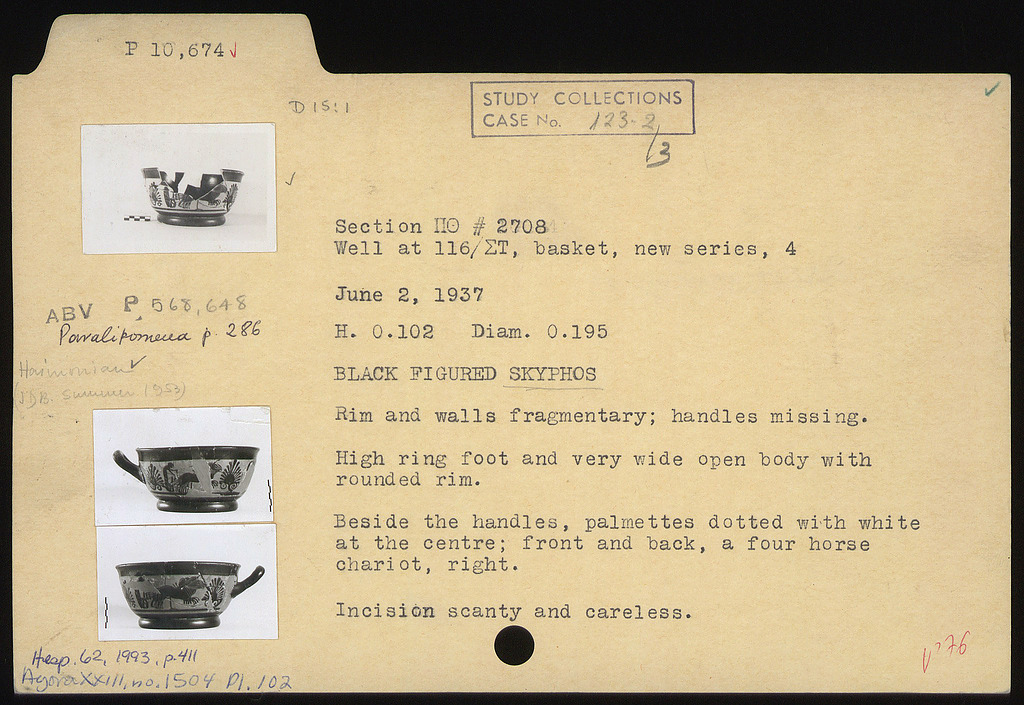 P 10,674✓
D 15:1
STUDY COLLECTIONS
CASE No. 123-2/3
Section ΠΘ # 2708
Well at 116/ΣΤ, basket, new series, 4
June 2, 1937
H. 0.102 Diam. 0.195
BLACK FIGURED SKYPHOS
Rim and walls fragmentary; handles missing.
High ring foot and very wide open body with
rounded rim.
Beside the handles, palmettes dotted with white
at the centre; front and back, a four horse
chariot, right.
Incision scanty and careless.
ABV P. 568, 648
Paralipomena p. 286
Haimonian ✓
(JDB. Summer 1953)
Hesp. 62, 1993, p. 411
Agora XXIII, no. 1504 Pl. 102
76